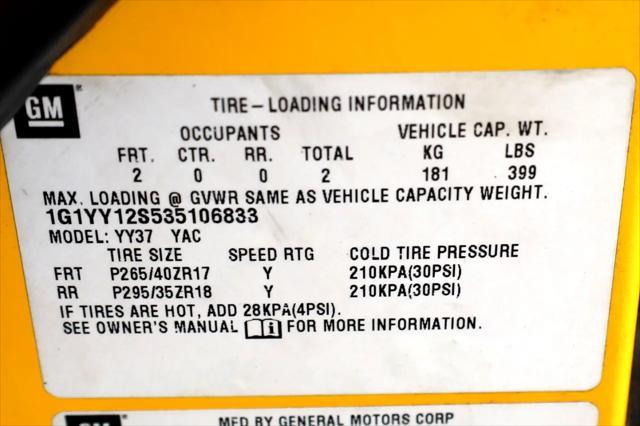 GM
TIRE-LOADING INFORMATION
OCCUPANTS VEHICLE CAP. WT.
FRT. CTR. RR. TOTAL KG LBS
2 0 0 2 181 399
MAX. LOADING @ GVWR SAME AS VEHICLE CAPACITY WEIGHT.
1G1YY12S535106833
MODEL: YY37 YAC
TIRE SIZE SPEED RTG COLD TIRE PRESSURE
FRT P265/40ZR17 Y 210KPA(30PSI)
RR P295/35ZR18 Y 210KPA(30PSI)
IF TIRES ARE HOT, ADD 28KPA(4PSI).
SEE OWNER'S MANUAL i FOR MORE INFORMATION.
MFD BY GENERAL MOTORS CORP